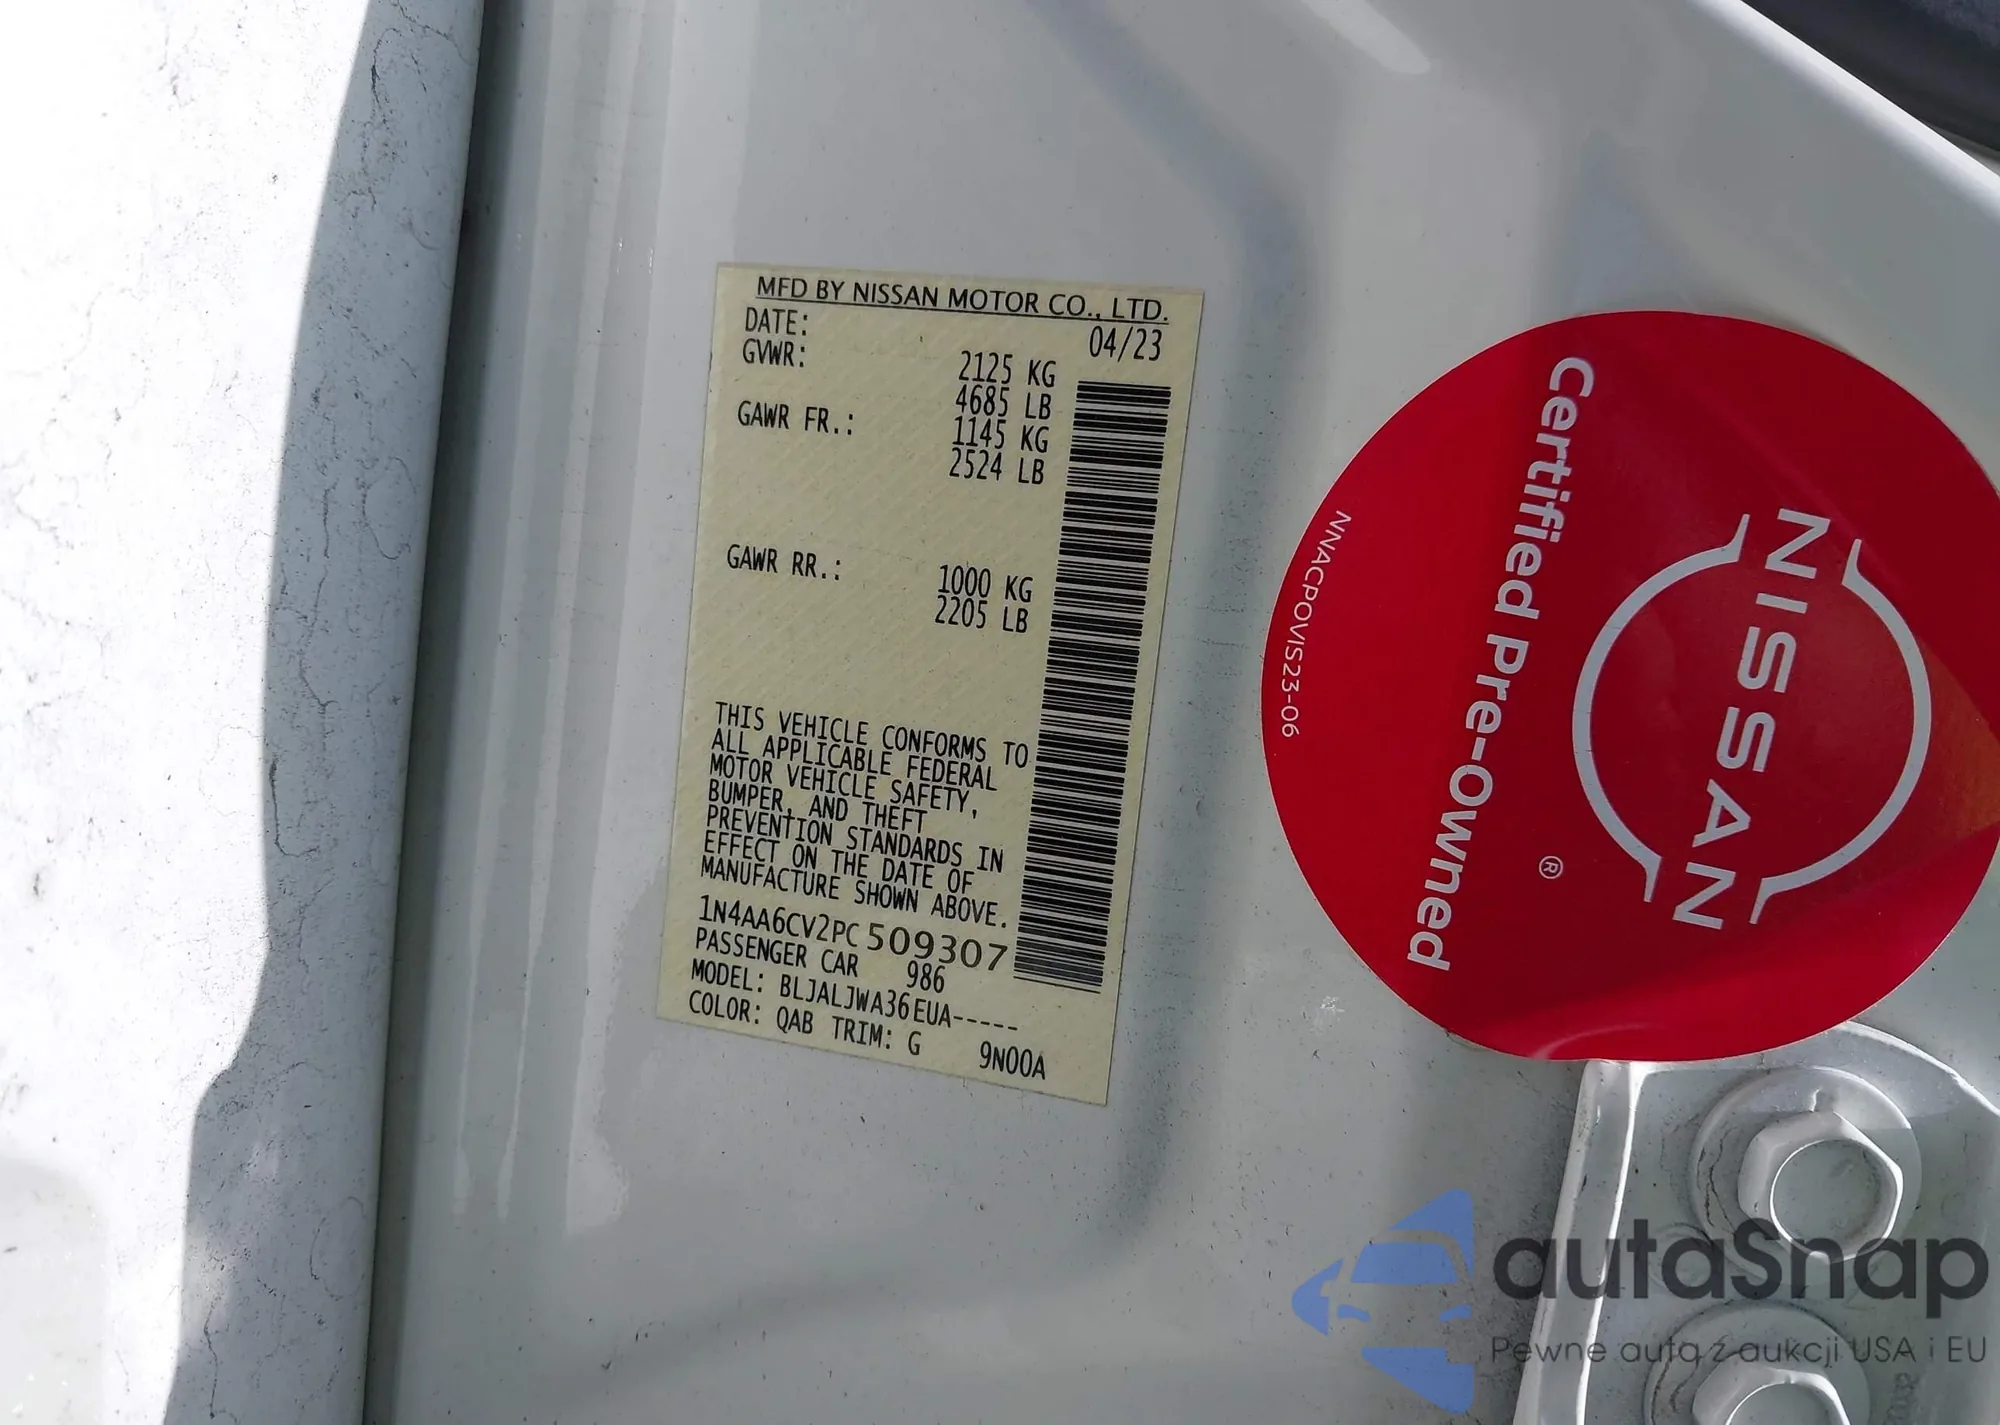 MFD BY NISSAN MOTOR CO., LTD.
DATE: 04/23
GVWR: 2125 KG
4685 LB
GAWR FR.: 1145 KG
2524 LB
GAWR RR.: 1000 KG
2205 LB
THIS VEHICLE CONFORMS TO
ALL APPLICABLE FEDERAL
MOTOR VEHICLE SAFETY,
BUMPER, AND THEFT
PREVENTION STANDARDS IN
EFFECT ON THE DATE OF
MANUFACTURE SHOWN ABOVE.
1N4AA6CV2PC509307
PASSENGER CAR 986
MODEL: BLJALJWA36EUA-----
COLOR: QAB TRIM: G 9N00A
NISSAN
®
Certified Pre-Owned
NNACPOVIS23-06
autaSnap
Pewne auta z aukcji USA i EU